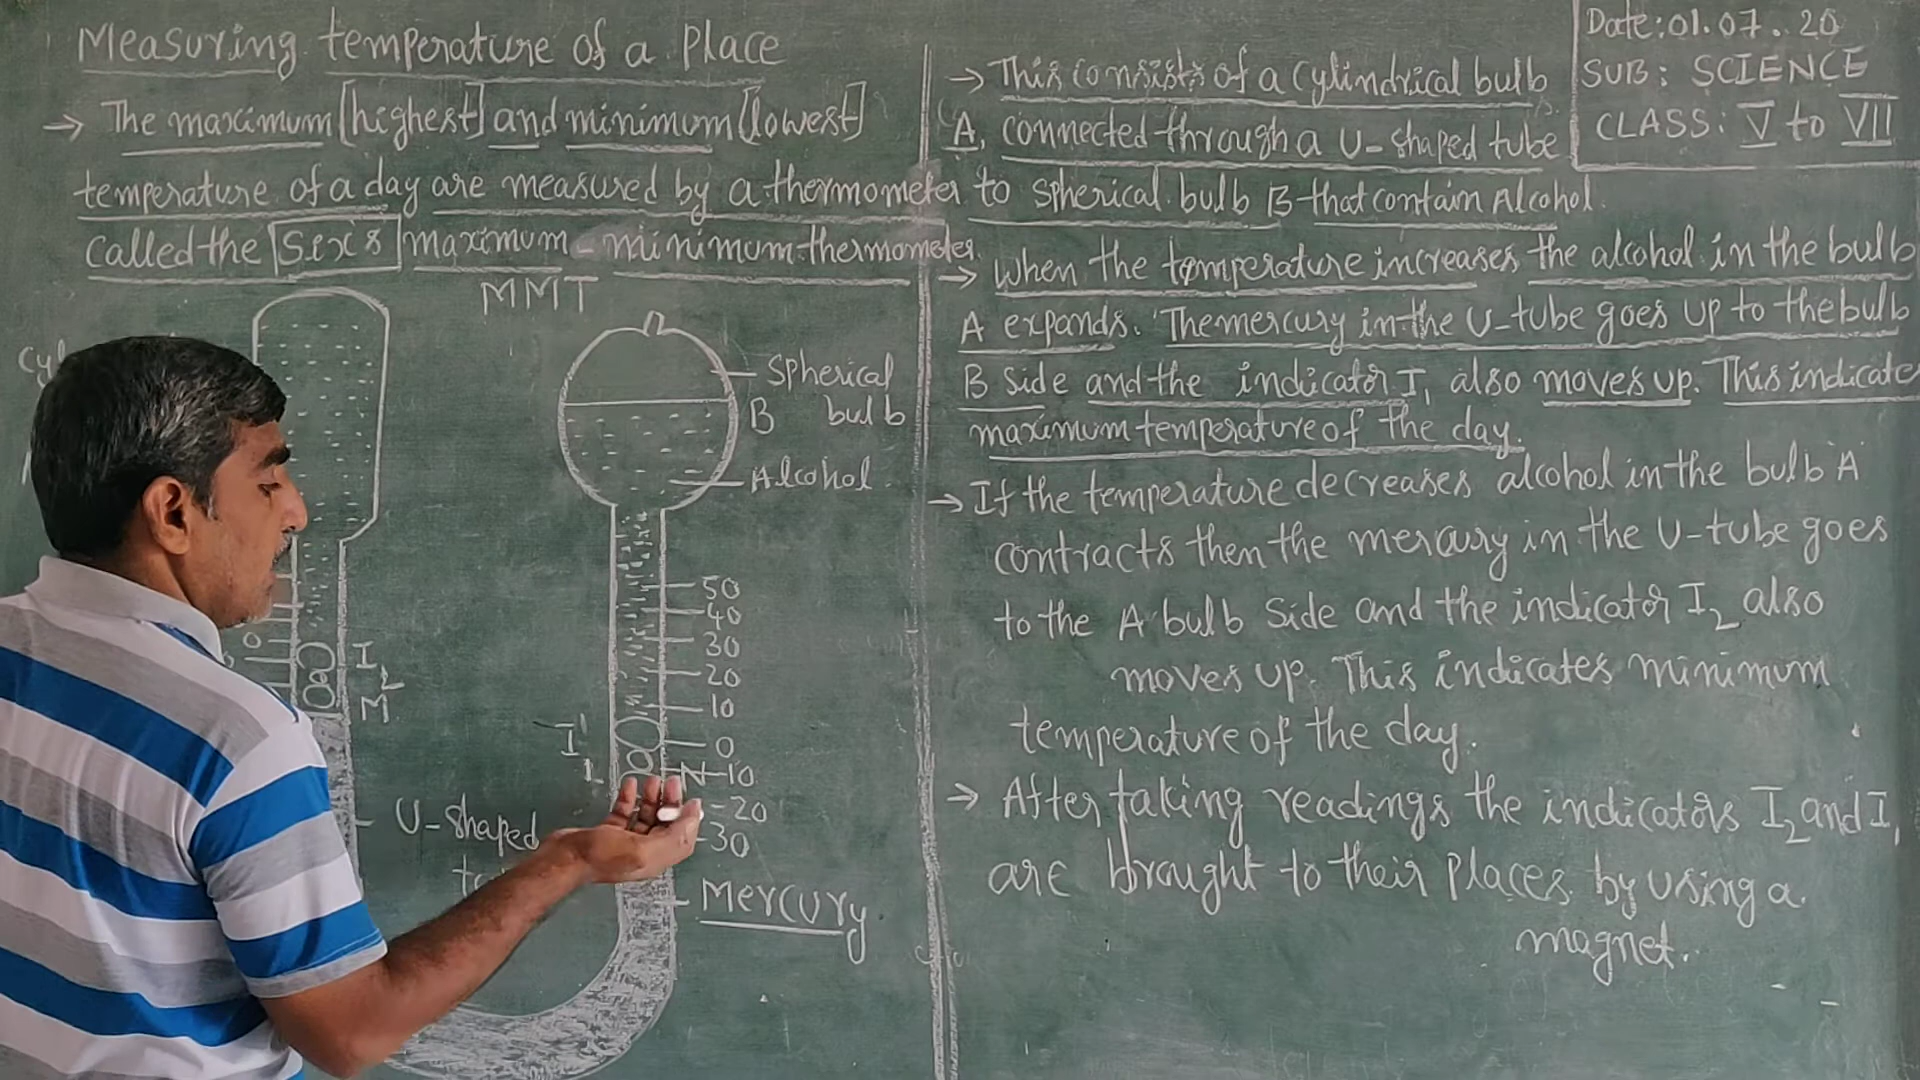 Measuring temperature of a Place
→ The maximum [highest] and minimum [lowest]
temperature of a day are measured by a thermometer
called the Six's maximum - minimum thermometer.
MMT
Spherical
B bulb
Alcohol.
50
40
30
20
10
0
N-10
-20
-30
I
L
M
I
U-Shaped
Mercury
Date: 01.07.20
SUB: SCIENCE
CLASS: V to VII
→ This consists of a Cylindrical bulb
A, connected through a U-shaped tube
to Spherical bulb B that contain Alcohol.
→ When the temperature increases the alcohol in the bulb
A expands. The mercury in the U-tube goes up to the bulb
B Side and the indicator I1 also moves up. This indicate
maximum temperature of the day.
→ If the temperature decreases alcohol in the bulb A
contracts then the mercury in the U-tube goes
to the A bulb Side and the indicator I2 also
moves up. This indicates minimum
temperature of the day.
→ After taking readings the indicators I2 and I1
are brought to their Places by using a
magnet.